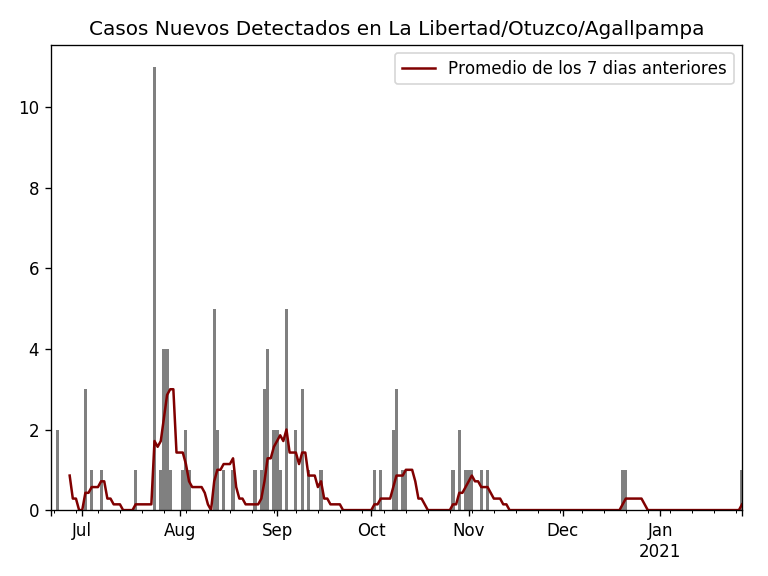 Casos Nuevos Detectados en La Libertad/Otuzco/Agallpampa
Promedio de los 7 dias anteriores
10
8
6
4
2
0
Jul Aug Sep Oct Nov Dec Jan
2021